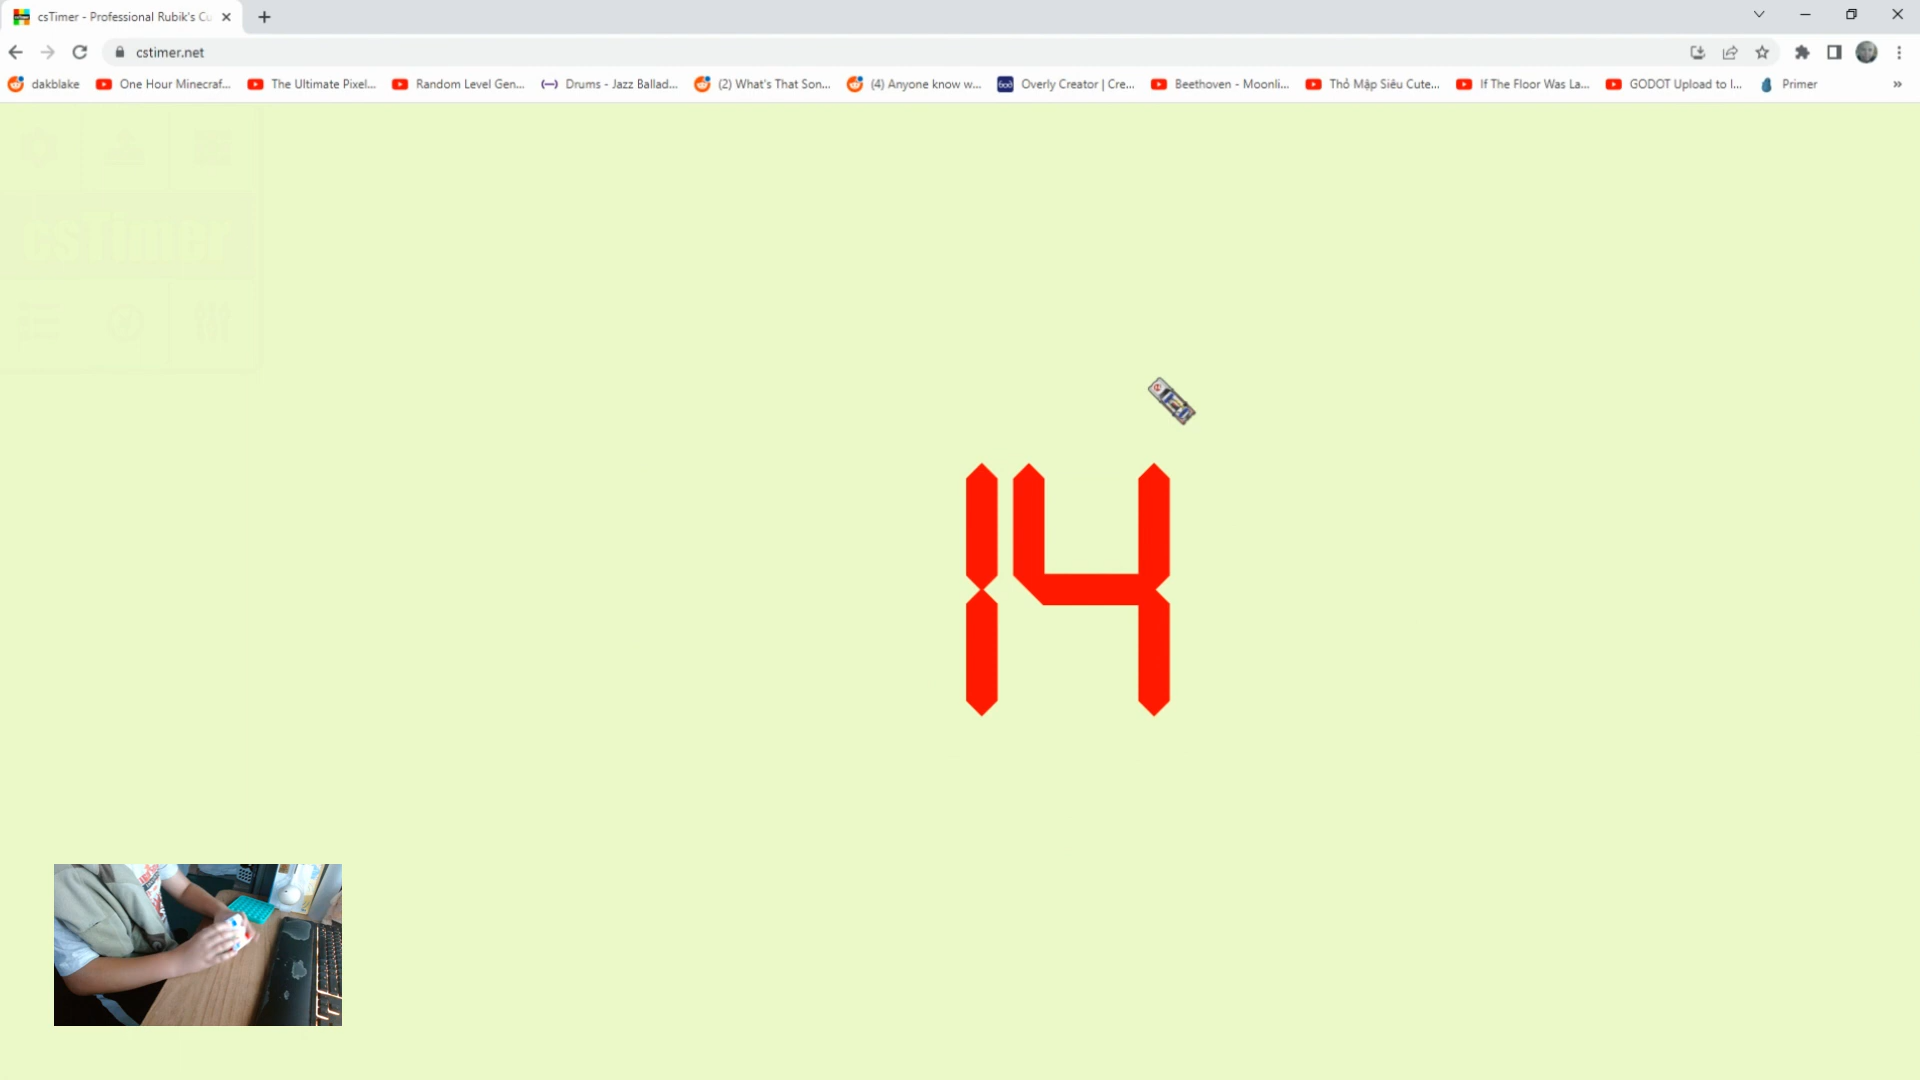 csTimer - Professional Rubik's Cu
cstimer.net
dakblake
One Hour Minecraf...
The Ultimate Pixel...
Random Level Gen...
Drums - Jazz Ballad...
(2) What's That Son...
(4) Anyone know w...
Overly Creator | Cre...
Beethoven - Moonli...
Thỏ Mập Siêu Cute...
If The Floor Was La...
GODOT Upload to I...
Primer
csTimer
14